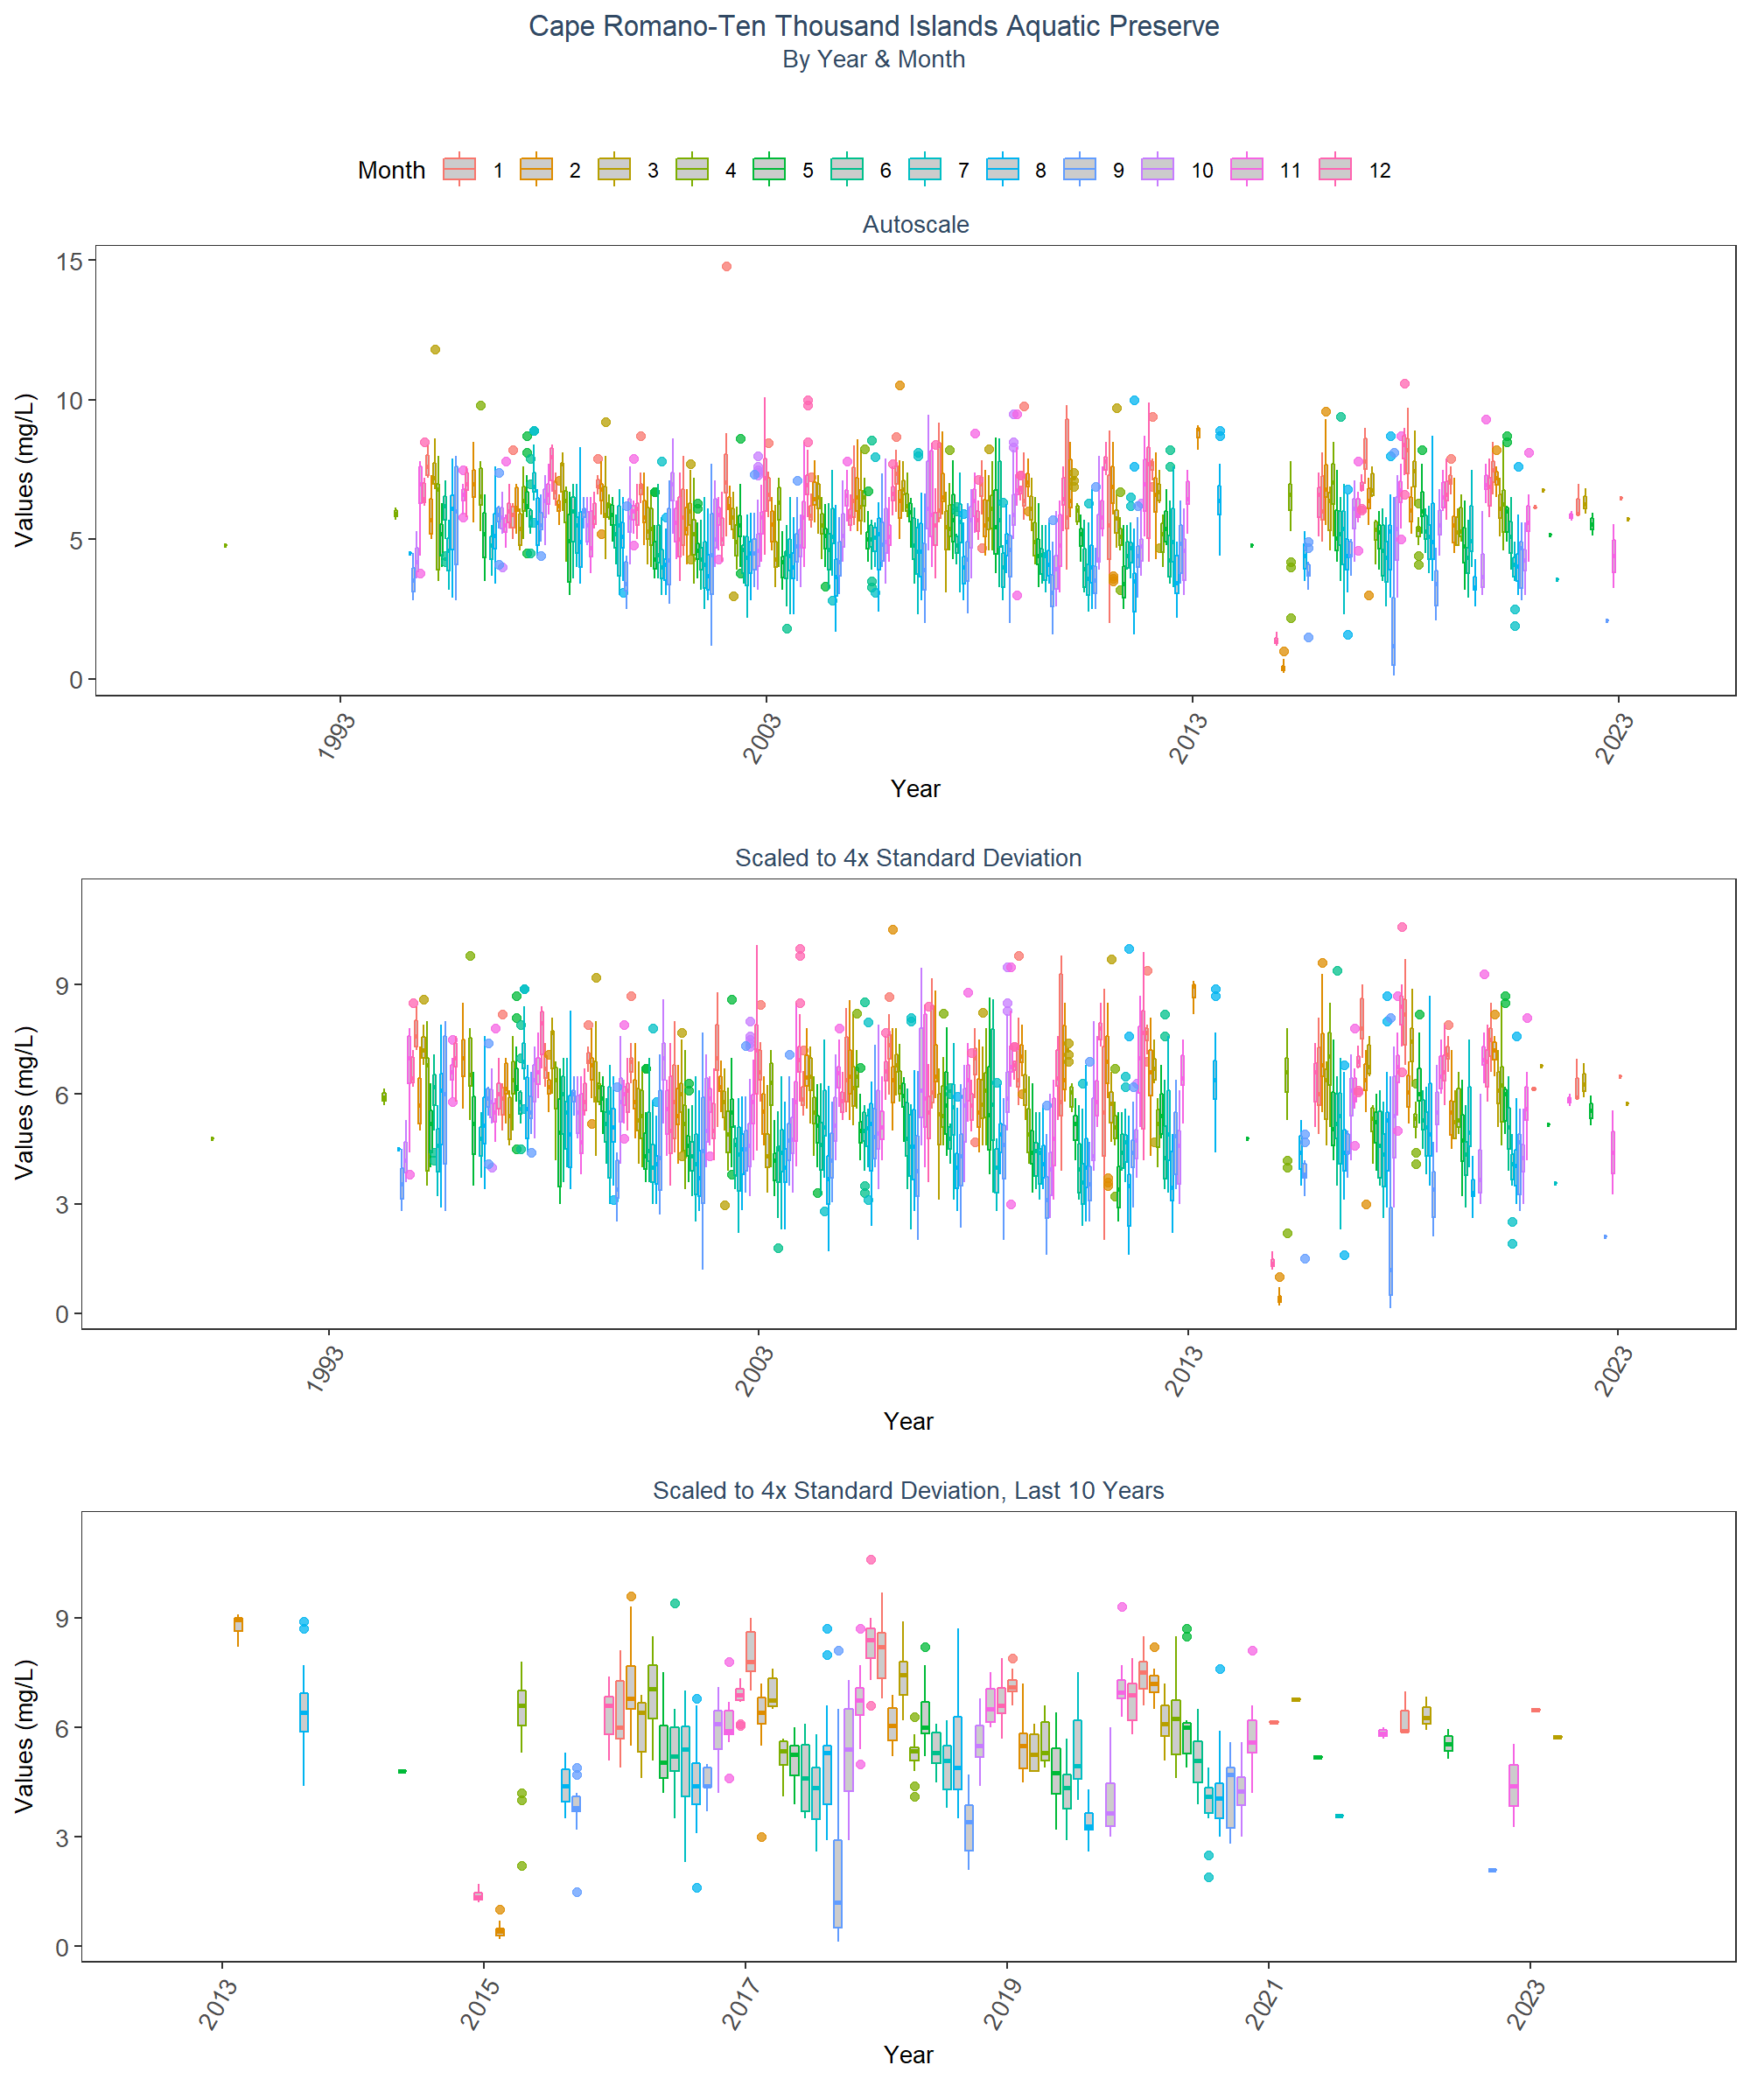 Cape Romano-Ten Thousand Islands Aquatic Preserve
By Year & Month
Month 1 2 3 4 5 6 7 8 9 10 11 12
Autoscale
Values (mg/L)
15
10
5
0
1993 2003 2013 2023
Year
Scaled to 4x Standard Deviation
Values (mg/L)
9
6
3
0
1993 2003 2013 2023
Year
Scaled to 4x Standard Deviation, Last 10 Years
Values (mg/L)
9
6
3
0
2013 2015 2017 2019 2021 2023
Year